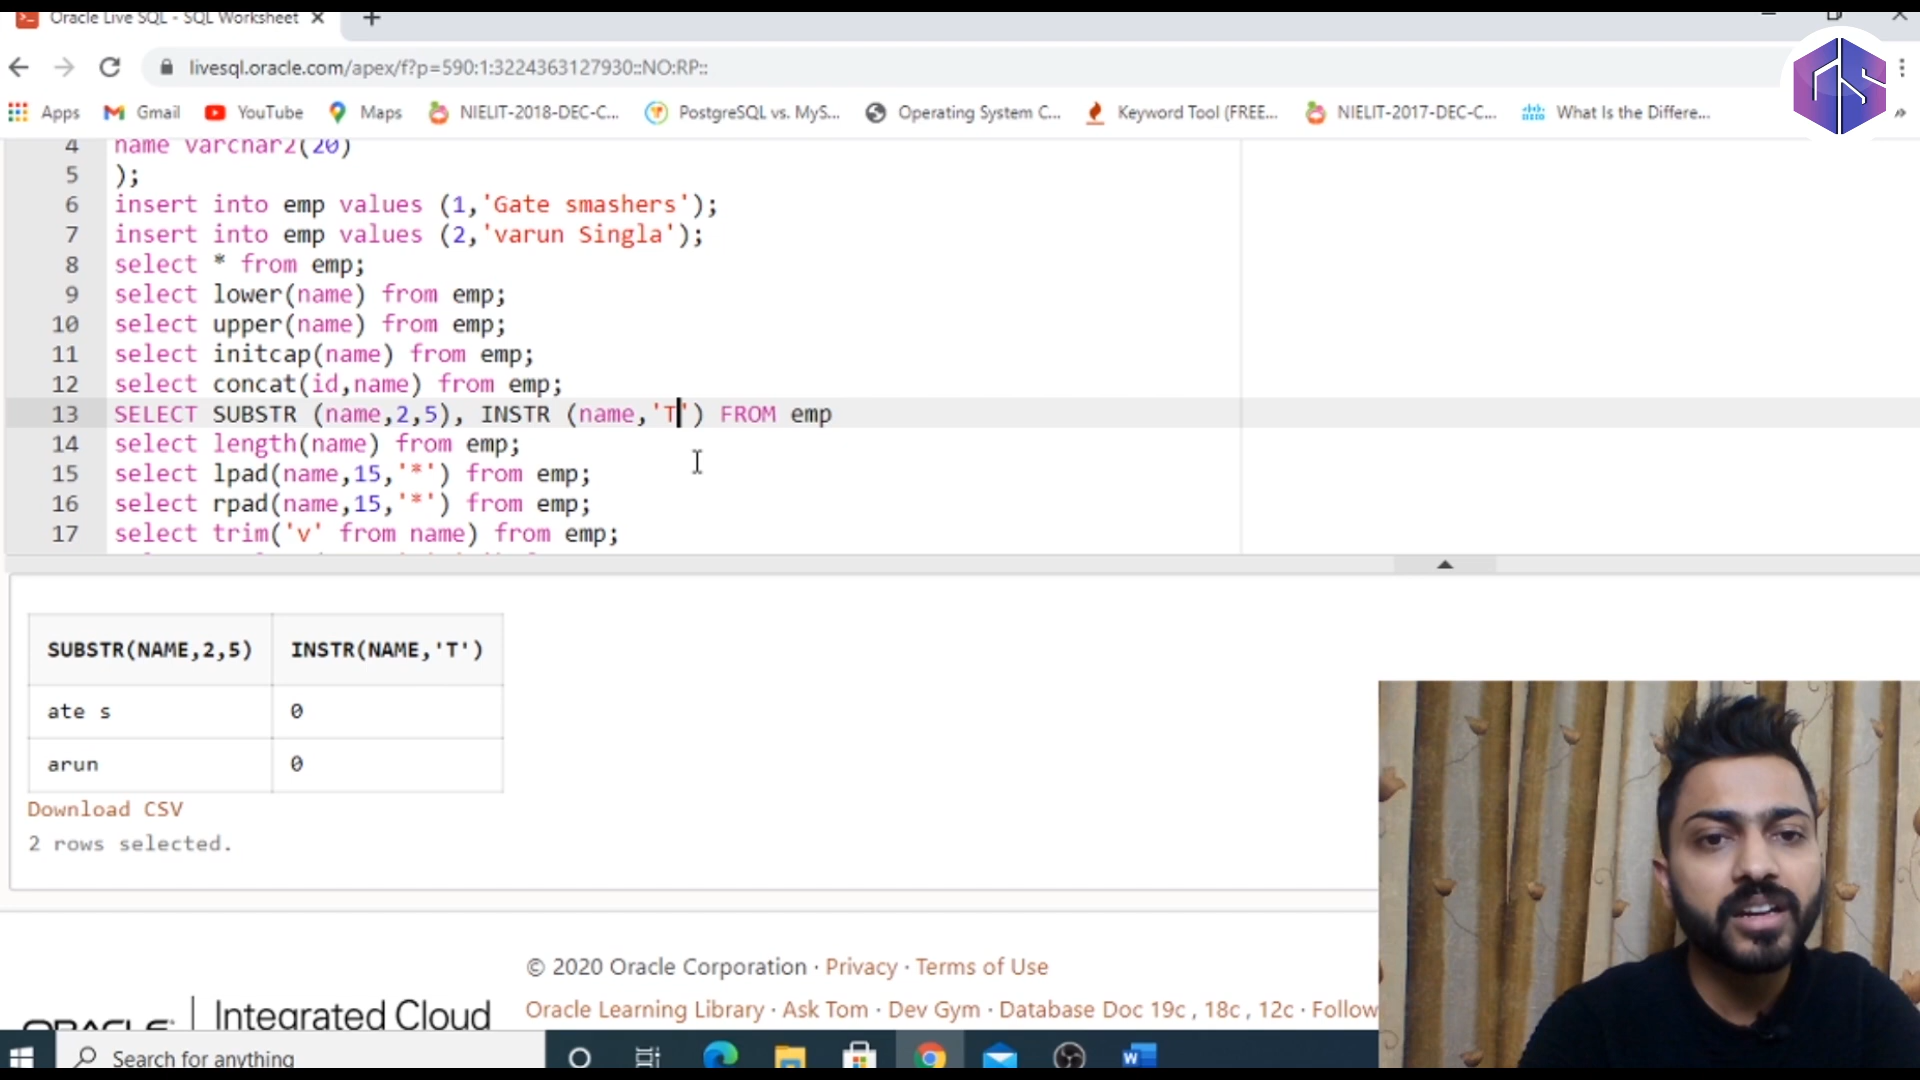 Oracle Live SQL - SQL Worksheet
livesql.oracle.com/apex/f?p=590:1:3224363127930::NO:RP::
Apps Gmail YouTube Maps NIELIT-2018-DEC-C... PostgreSQL vs. MyS... Operating System C... Keyword Tool (FREE... NIELIT-2017-DEC-C... What Is the Differe... »
4 name varchar2(20)
5 );
6 insert into emp values (1,'Gate smashers');
7 insert into emp values (2,'varun Singla');
8 select * from emp;
9 select lower(name) from emp;
10 select upper(name) from emp;
11 select initcap(name) from emp;
12 select concat(id,name) from emp;
13 SELECT SUBSTR (name,2,5), INSTR (name,'T') FROM emp
14 select length(name) from emp;
15 select lpad(name,15,'*') from emp;
16 select rpad(name,15,'*') from emp;
17 select trim('v' from name) from emp;
SUBSTR(NAME,2,5) INSTR(NAME,'T')
ate s 0
arun 0
Download CSV
2 rows selected.
© 2020 Oracle Corporation · Privacy · Terms of Use
ORACLE | Integrated Cloud
Oracle Learning Library · Ask Tom · Dev Gym · Database Doc 19c , 18c , 12c · Follow
Search for anything